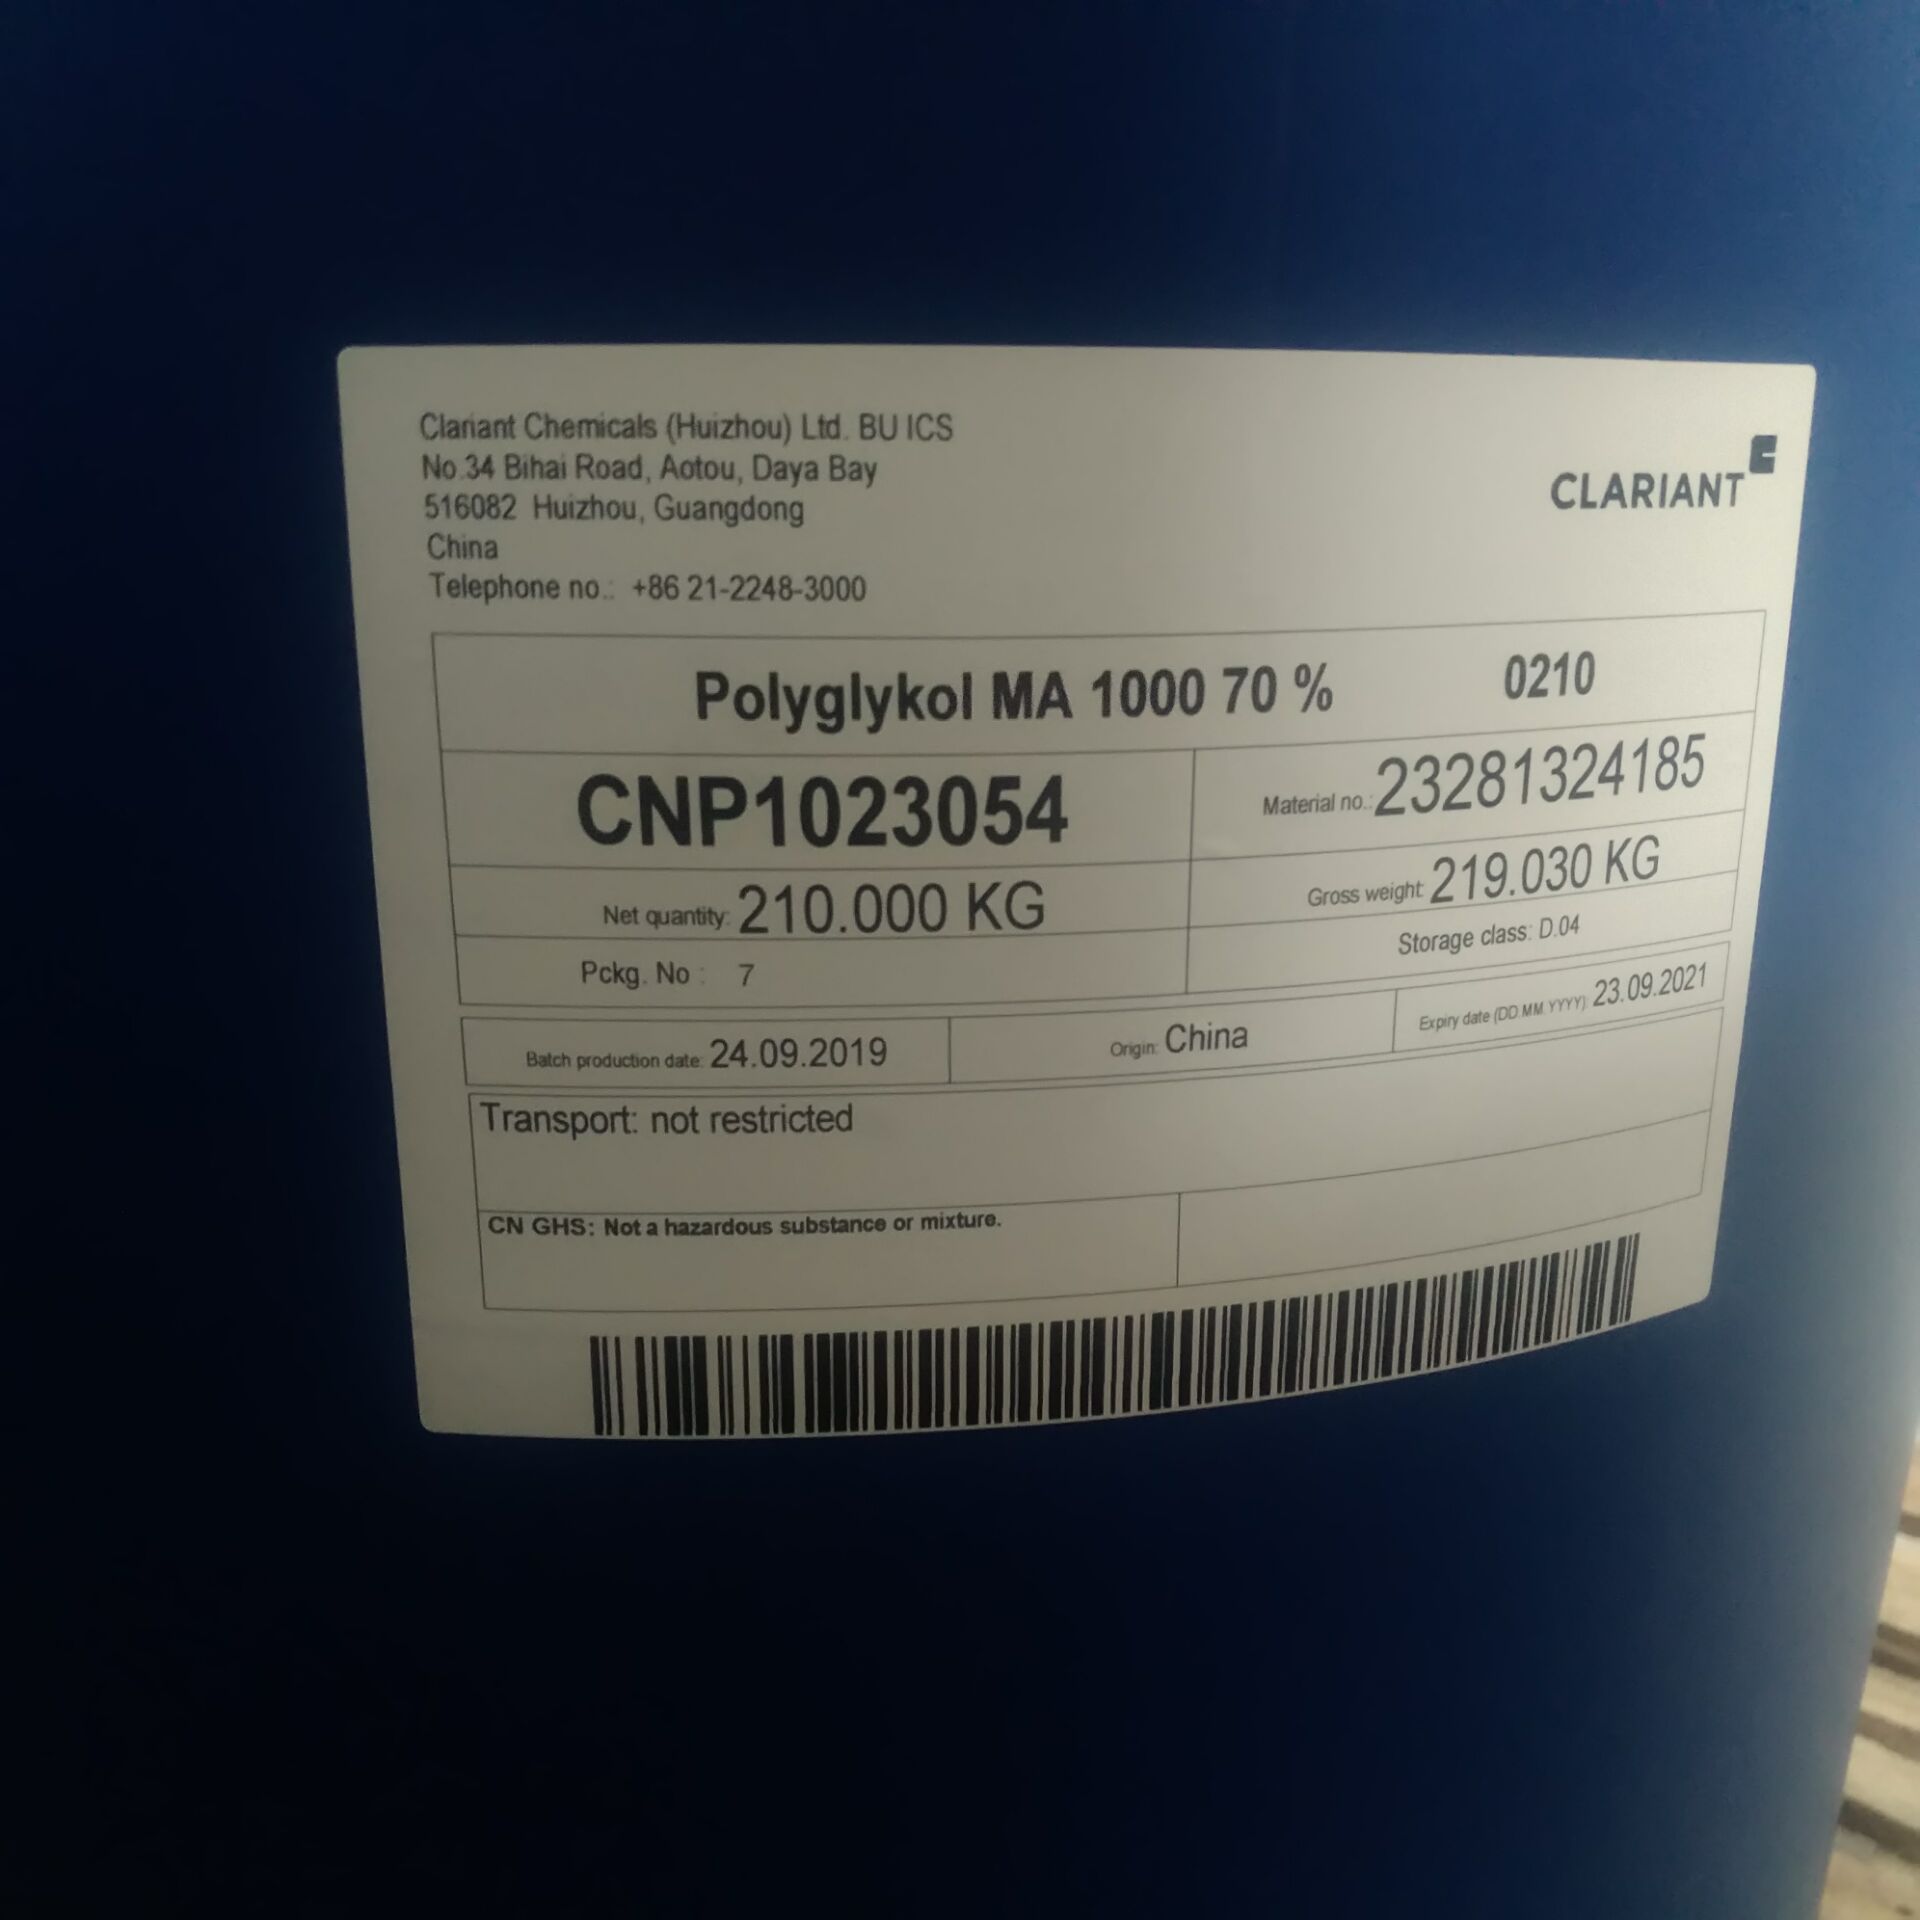 Clariant Chemicals (Huizhou) Ltd. BU ICS
No.34 Bihai Road, Aotou, Daya Bay
516082 Huizhou, Guangdong
China
Telephone no.: +86 21-2248-3000
CLARIANT
Polyglykol MA 1000 70 % 0210
CNP1023054 Material no.: 23281324185
Net quantity: 210.000 KG Gross weight: 219.030 KG
Pckg. No : 7 Storage class: D.04
Batch production date: 24.09.2019 Origin: China Expiry date (DD.MM.YYYY): 23.09.2021
Transport: not restricted
CN GHS: Not a hazardous substance or mixture.